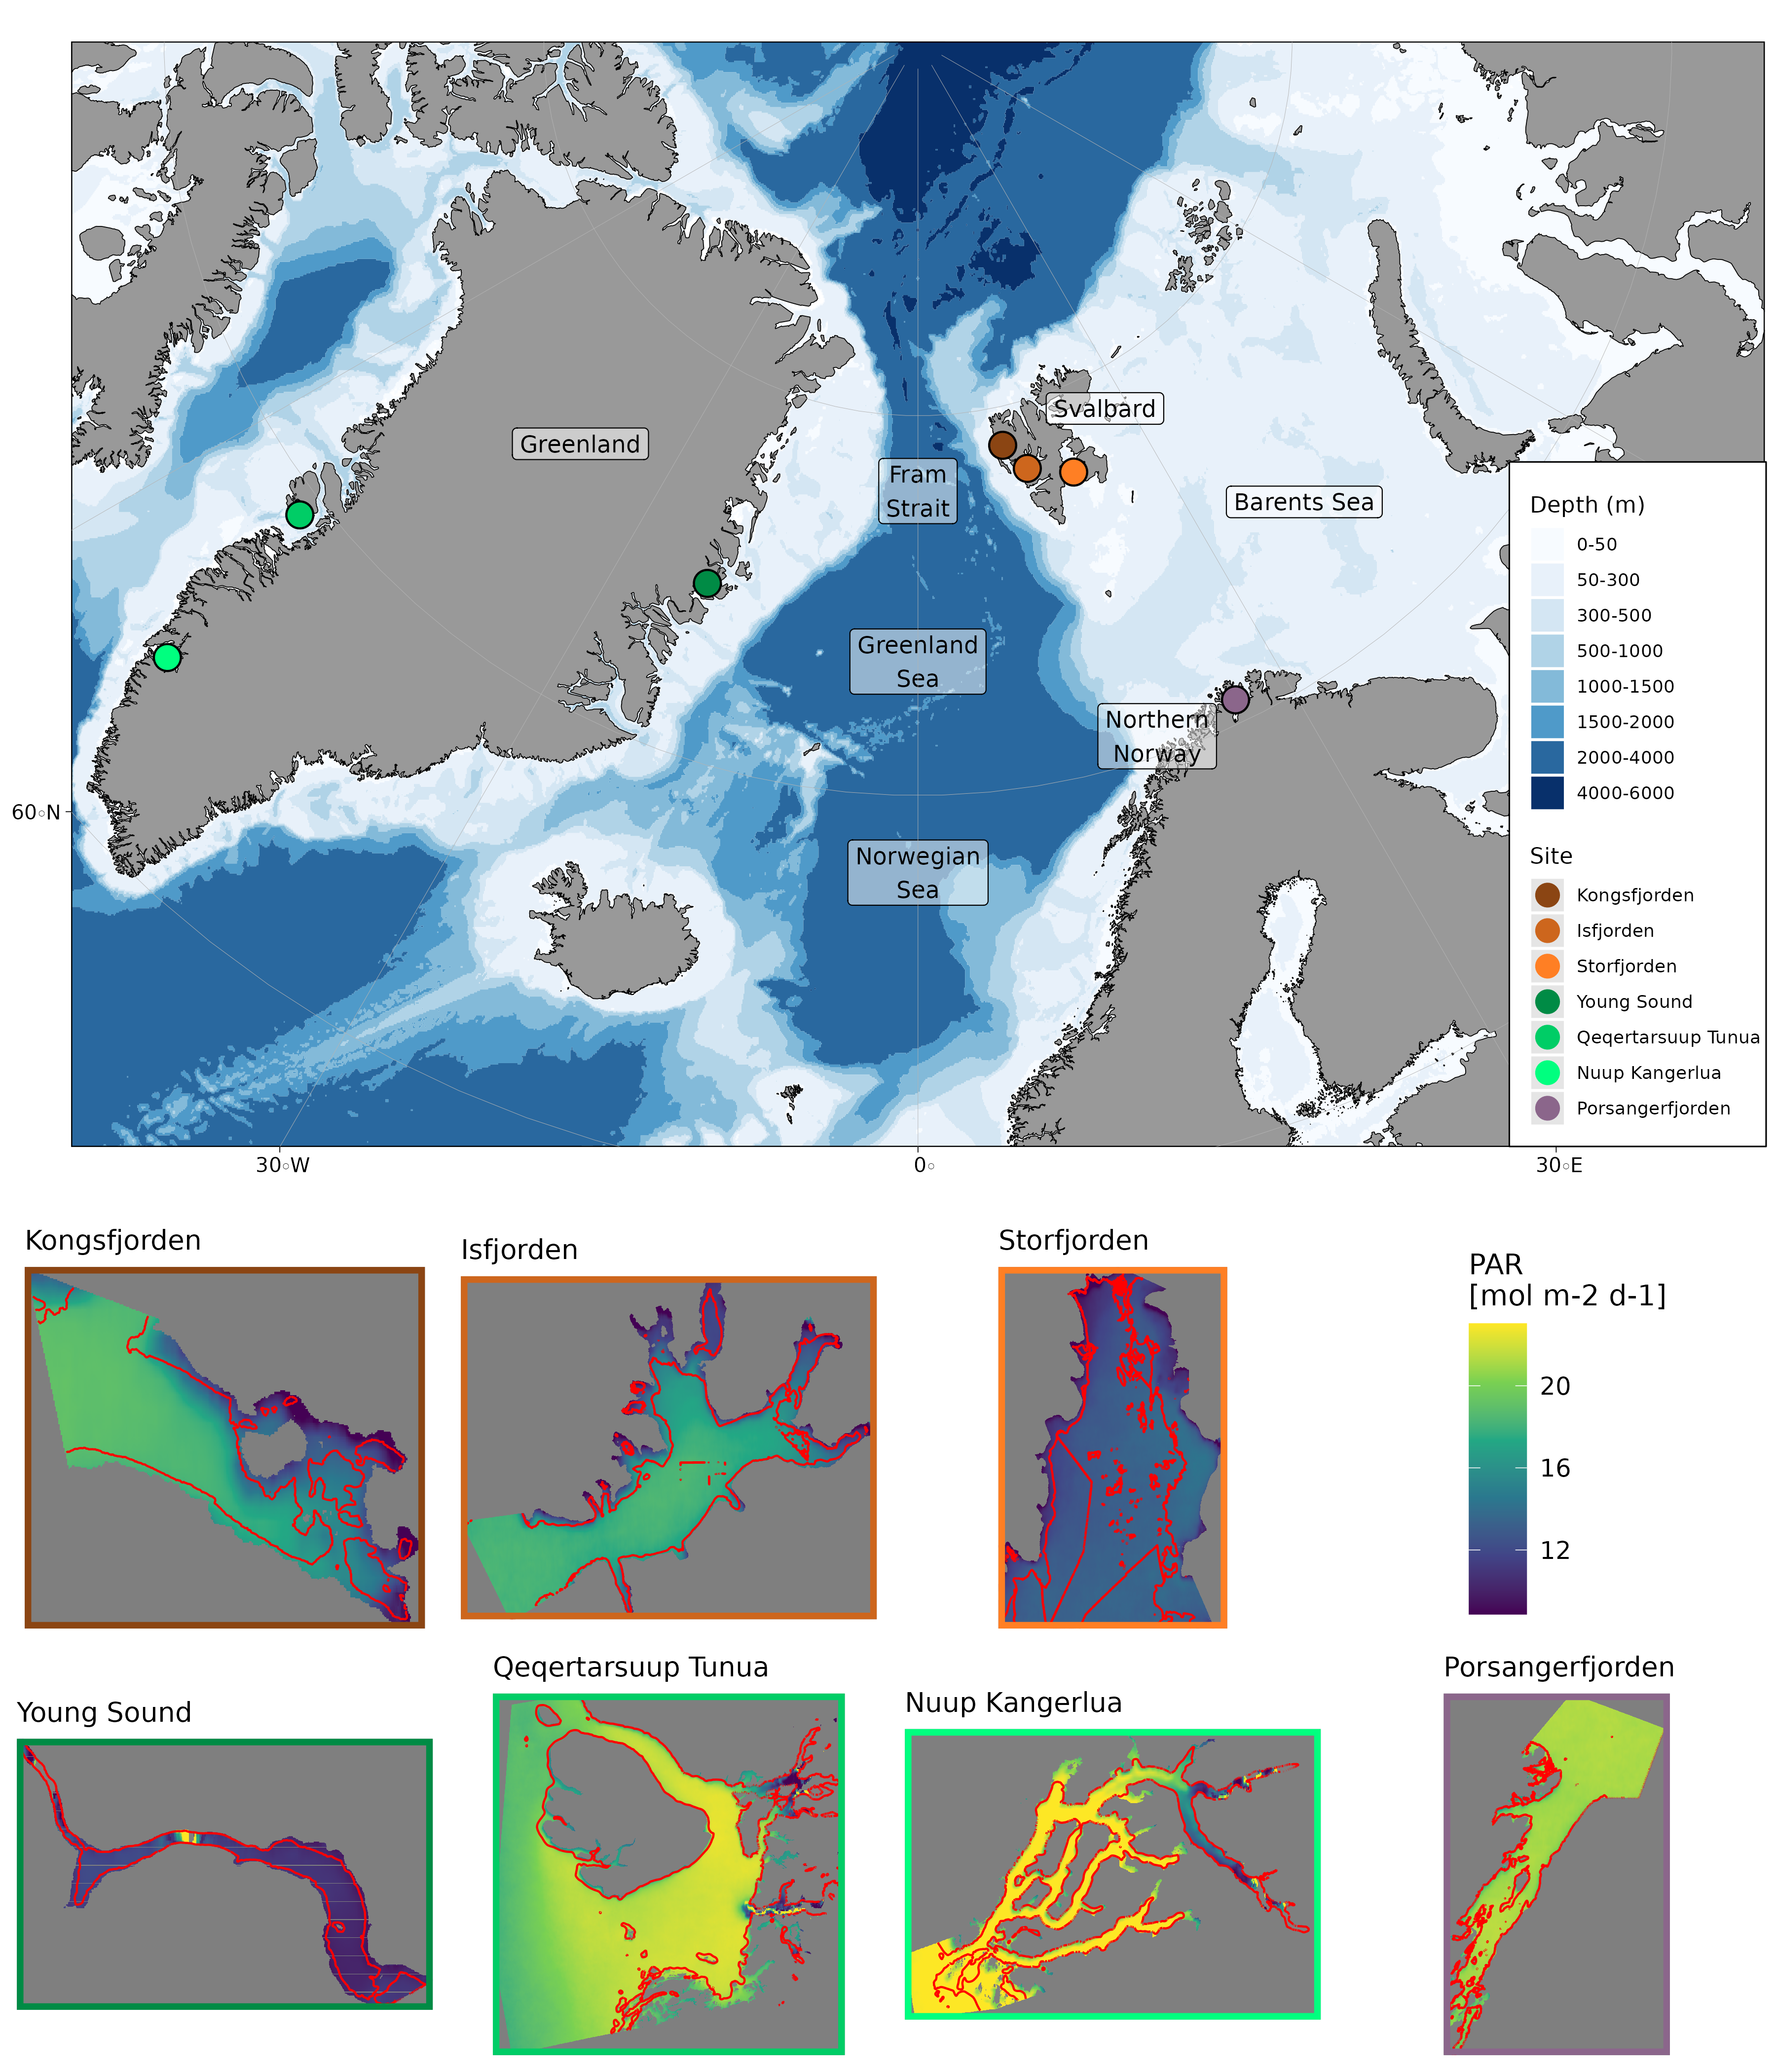 Greenland
Svalbard
Fram
Strait
Barents Sea
Greenland
Sea
Northern
Norway
Norwegian
Sea
60◦N
30◦W
0◦
30◦E
Depth (m)
0-50
50-300
300-500
500-1000
1000-1500
1500-2000
2000-4000
4000-6000
Site
Kongsfjorden
Isfjorden
Storfjorden
Young Sound
Qeqertarsuup Tunua
Nuup Kangerlua
Porsangerfjorden
Kongsfjorden
Isfjorden
Storfjorden
PAR
[mol m-2 d-1]
20
16
12
Young Sound
Qeqertarsuup Tunua
Nuup Kangerlua
Porsangerfjorden